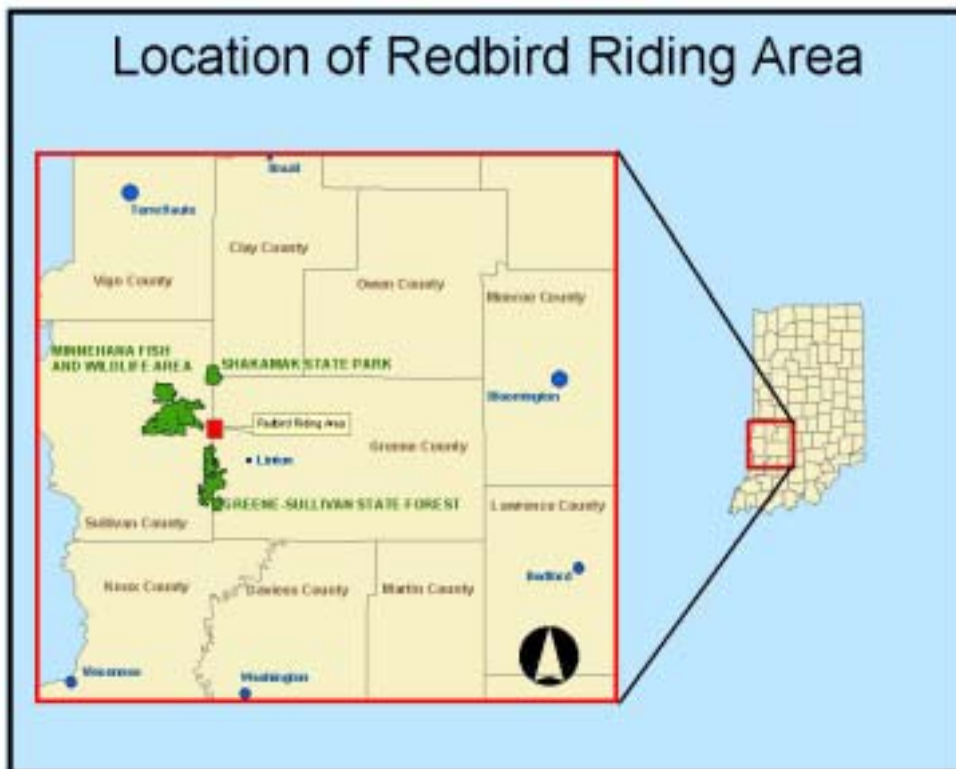 Location of Redbird Riding Area
Brazil
Terre Haute
Clay County
Vigo County
Owen County
Monroe County
MINNEHAHA FISH
AND WILDLIFE AREA
SHAKAMAK STATE PARK
Bloomington
Redbird Riding Area
Greene County
Linton
GREENE-SULLIVAN STATE FOREST
Lawrence County
Sullivan County
Bedford
Knox County
Daviess County
Martin County
Vincennes
Washington